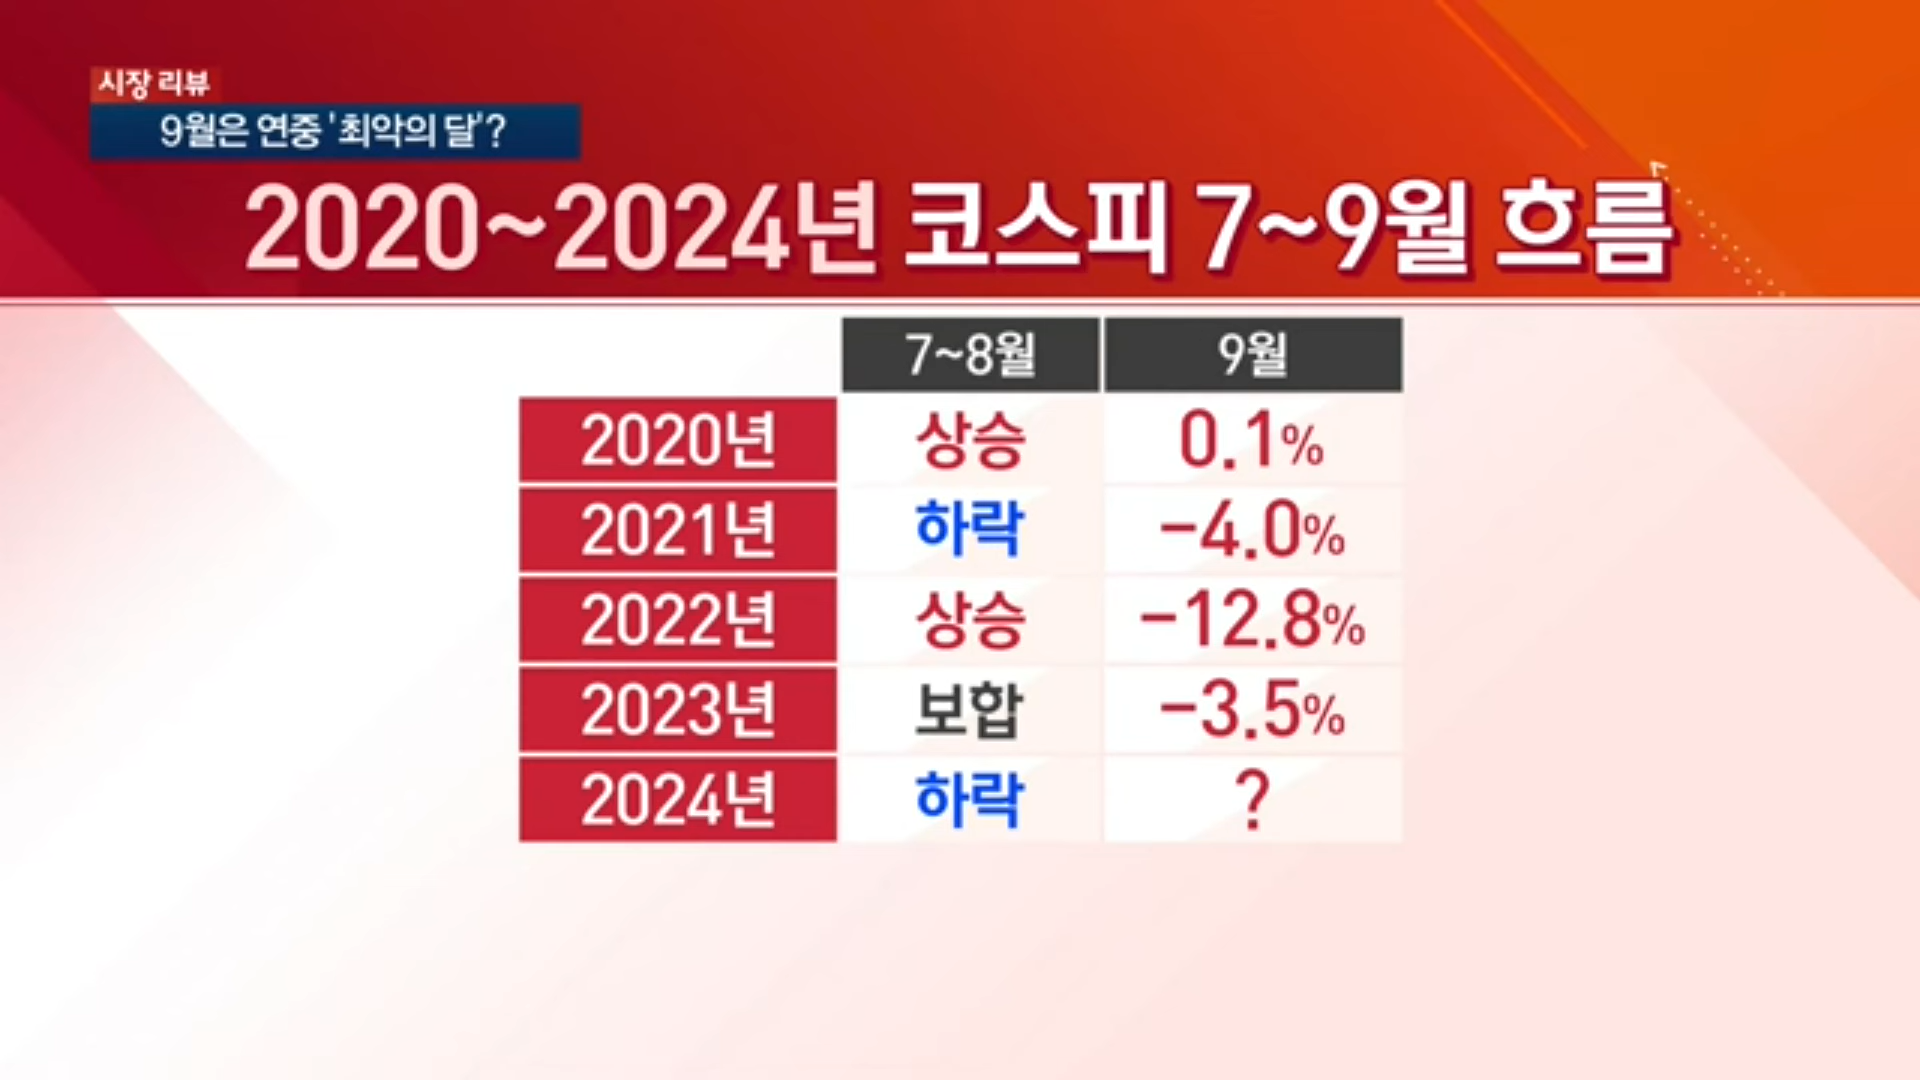 시장 리뷰
9월은 연중 '최악의 달'?
2020~2024년 코스피 7~9월 흐름
7~8월 9월
2020년 상승 0.1%
2021년 하락 -4.0%
2022년 상승 -12.8%
2023년 보합 -3.5%
2024년 하락 ?